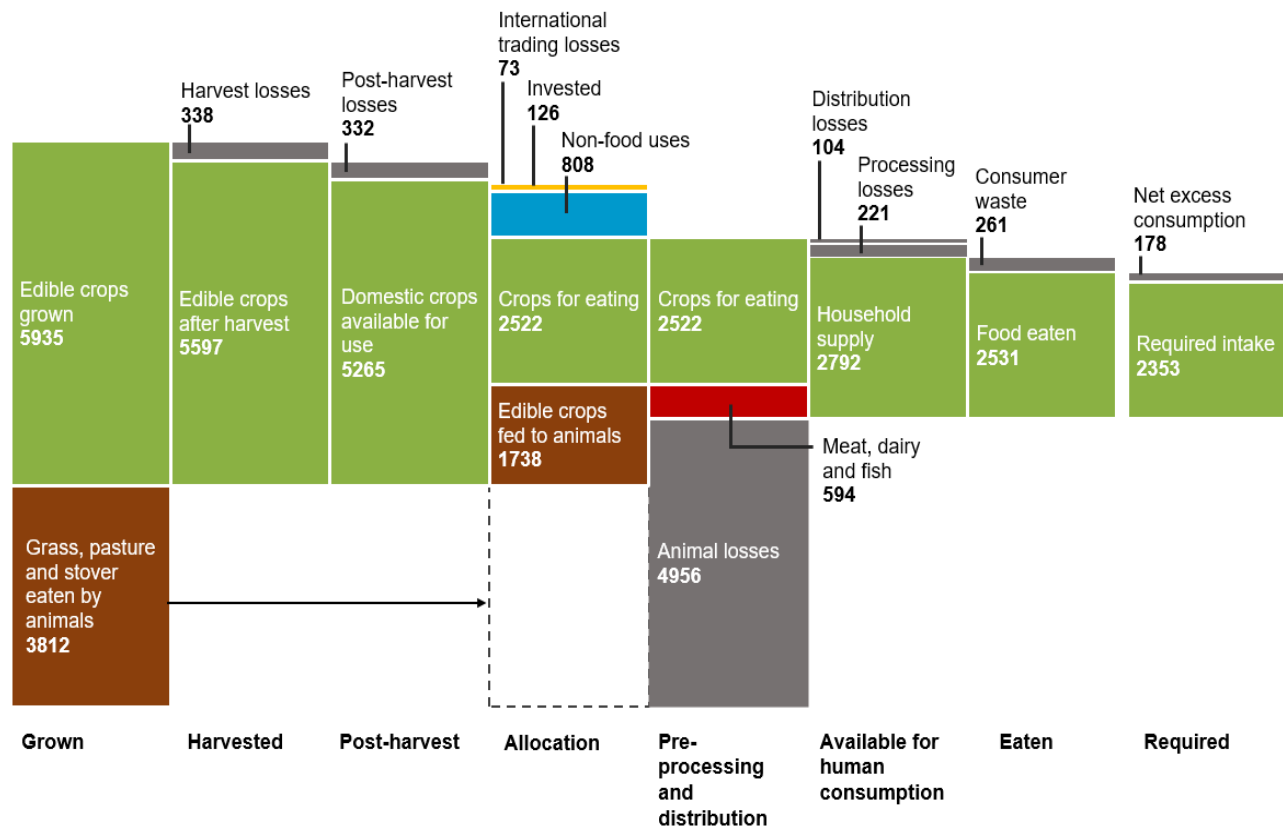 International
trading losses
73
Invested
126
Non-food uses
808
Harvest losses
338
Post-harvest
losses
332
Distribution
losses
104
Processing
losses
221
Consumer
waste
261
Net excess
consumption
178
Edible crops
grown
5935
Edible crops
after harvest
5597
Domestic crops
available for
use
5265
Crops for eating
2522
Crops for eating
2522
Household
supply
2792
Food eaten
2531
Required intake
2353
Edible crops
fed to animals
1738
Meat, dairy
and fish
594
Grass, pasture
and stover
eaten by
animals
3812
Animal losses
4956
Grown
Harvested
Post-harvest
Allocation
Pre-
processing
and
distribution
Available for
human
consumption
Eaten
Required